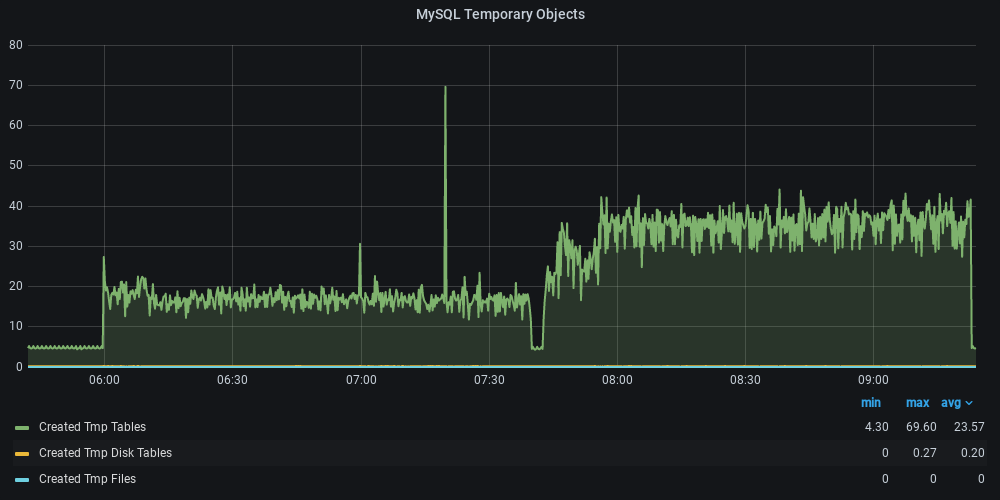 MySQL Temporary Objects
80
70
60
50
40
30
20
10
0
06:00 06:30 07:00 07:30 08:00 08:30 09:00
min max avg
Created Tmp Tables 4.30 69.60 23.57
Created Tmp Disk Tables 0 0.27 0.20
Created Tmp Files 0 0 0